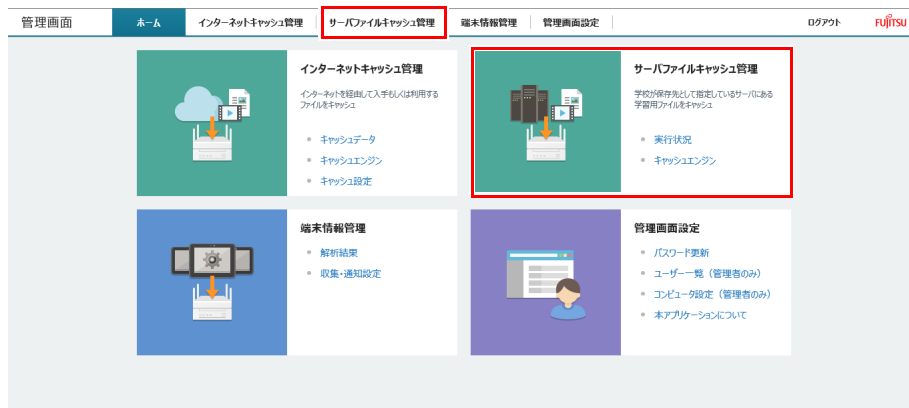 管理画面 ホーム インターネットキャッシュ管理 サーバファイルキャッシュ管理 端末情報管理 管理画面設定 ログアウト FUJITSU
インターネットキャッシュ管理
インターネットを経由して入手もしくは利用する
ファイルをキャッシュ
キャッシュデータ
キャッシュエンジン
キャッシュ設定
サーバファイルキャッシュ管理
学校が保存先として指定しているサーバにある
学習用ファイルをキャッシュ
実行状況
キャッシュエンジン
端末情報管理
解析結果
収集・通知設定
管理画面設定
パスワード更新
ユーザー一覧（管理者のみ）
コンピュータ設定（管理者のみ）
本アプリケーションについて